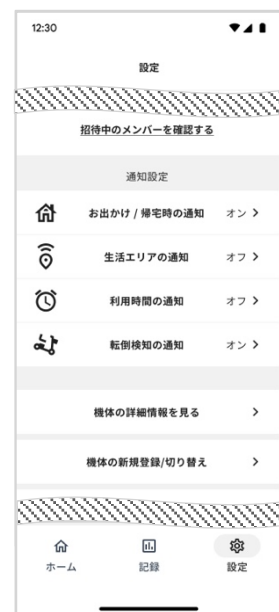 12:30
設定
招待中のメンバーを確認する
通知設定
お出かけ / 帰宅時の通知 オン
生活エリアの通知 オフ
利用時間の通知 オフ
転倒検知の通知 オン
機体の詳細情報を見る
機体の新規登録/切り替え
ホーム 記録 設定